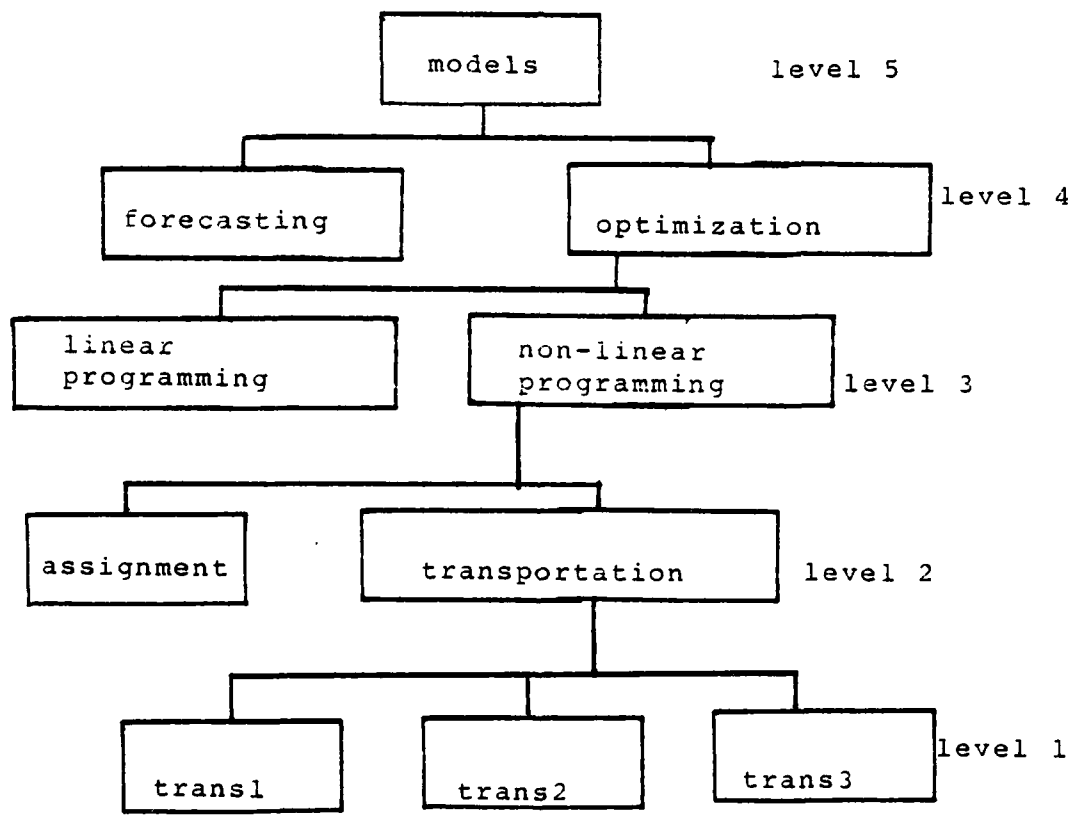 models
level 5
forecasting
optimization
level 4
linear
programming
non-linear
programming
level 3
assignment
transportation
level 2
trans1
trans2
trans3
level 1